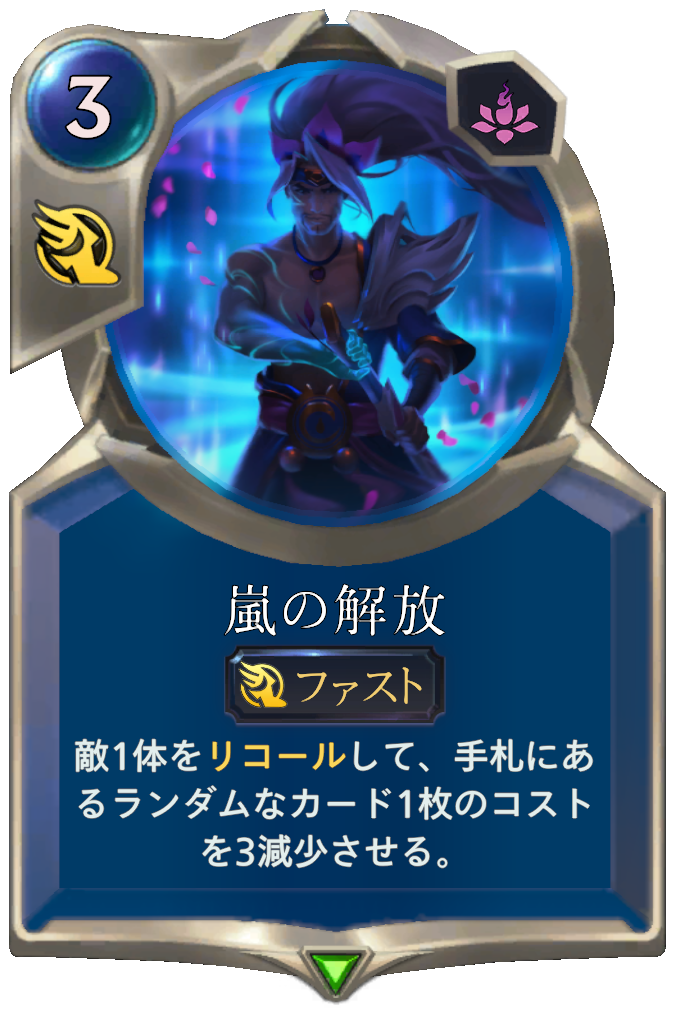 3
嵐の解放
ファスト
敵1体をリコールして、手札にあ
るランダムなカード1枚のコスト
を3減少させる。